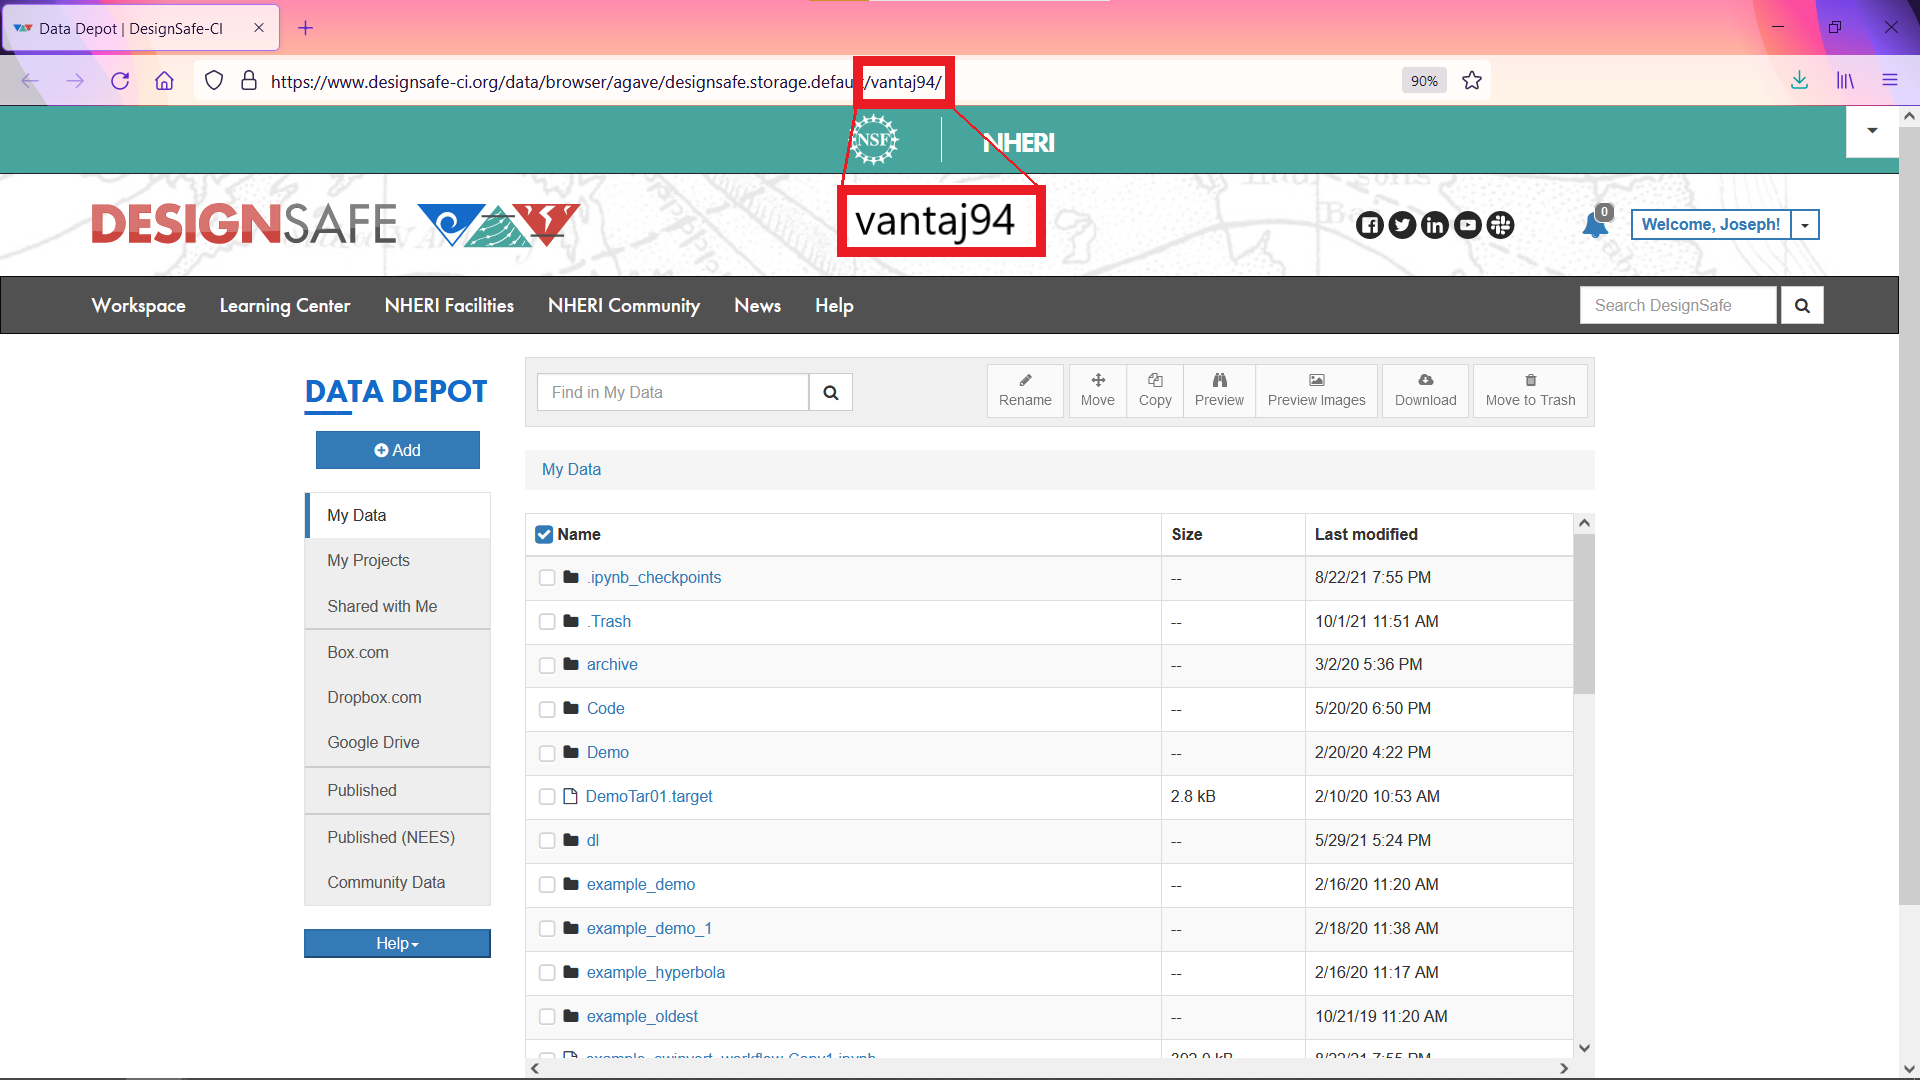 Data Depot | DesignSafe-CI
https://www.designsafe-ci.org/data/browser/agave/designsafe.storage.defau /vantaj94/
90%
NSF
NHERI
DESIGNSAFE
vantaj94
0
Welcome, Joseph!
Workspace
Learning Center
NHERI Facilities
NHERI Community
News
Help
Search DesignSafe
DATA DEPOT
Add
My Data
My Projects
Shared with Me
Box.com
Dropbox.com
Google Drive
Published
Published (NEES)
Community Data
Help
Find in My Data
Rename
Move
Copy
Preview
Preview Images
Download
Move to Trash
My Data
Name Size Last modified
.ipynb_checkpoints -- 8/22/21 7:55 PM
.Trash -- 10/1/21 11:51 AM
archive -- 3/2/20 5:36 PM
Code -- 5/20/20 6:50 PM
Demo -- 2/20/20 4:22 PM
DemoTar01.target 2.8 kB 2/10/20 10:53 AM
dl -- 5/29/21 5:24 PM
example_demo -- 2/16/20 11:20 AM
example_demo_1 -- 2/18/20 11:38 AM
example_hyperbola -- 2/16/20 11:17 AM
example_oldest -- 10/21/19 11:20 AM